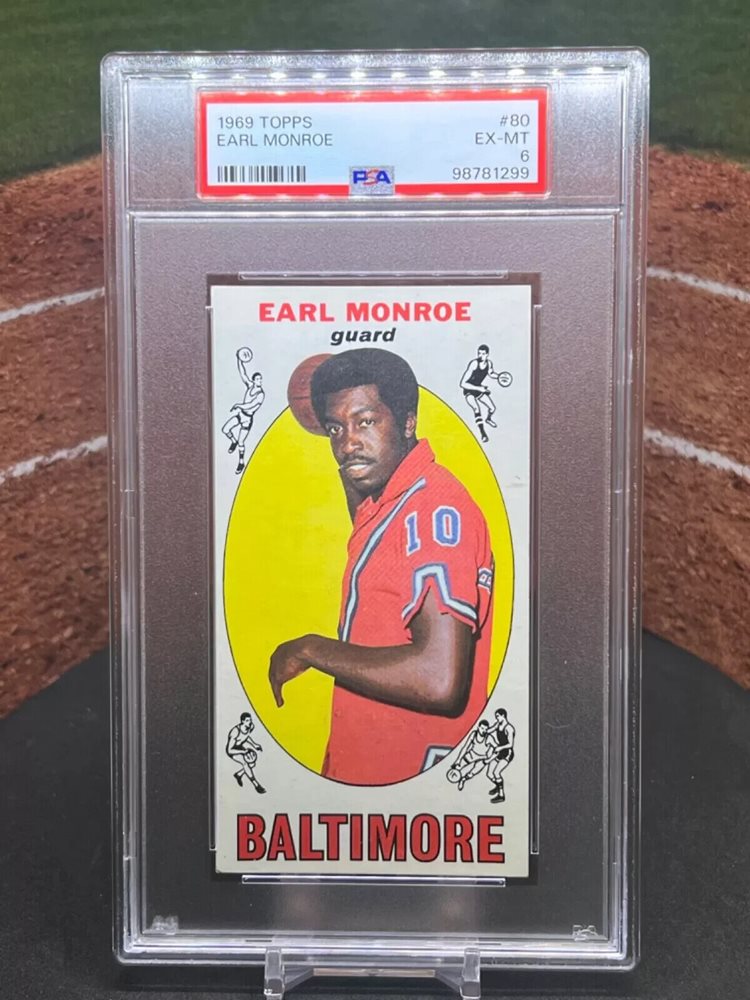 1969 TOPPS #80
EARL MONROE EX-MT
6
PSA 98781299
EARL MONROE
guard
10
BALTIMORE